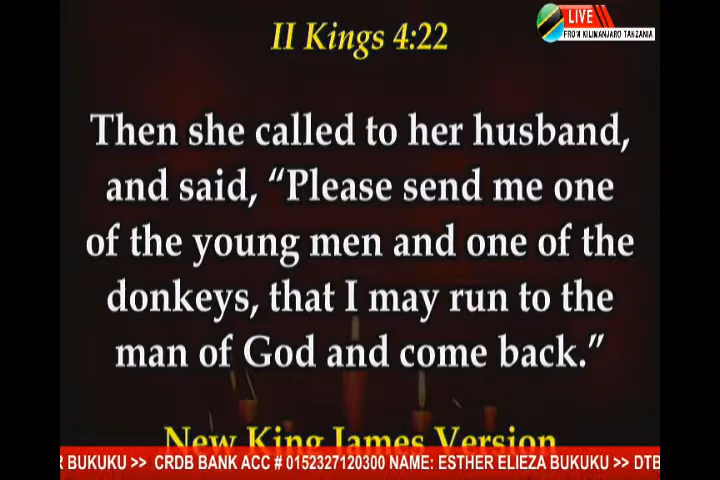 II Kings 4:22
LIVE
FROM KILIMANJARO TANZANIA
Then she called to her husband,
and said, “Please send me one
of the young men and one of the
donkeys, that I may run to the
man of God and come back.”
New King James Version
R BUKUKU >> CRDB BANK ACC # 0152327120300 NAME: ESTHER ELIEZA BUKUKU >> DTB